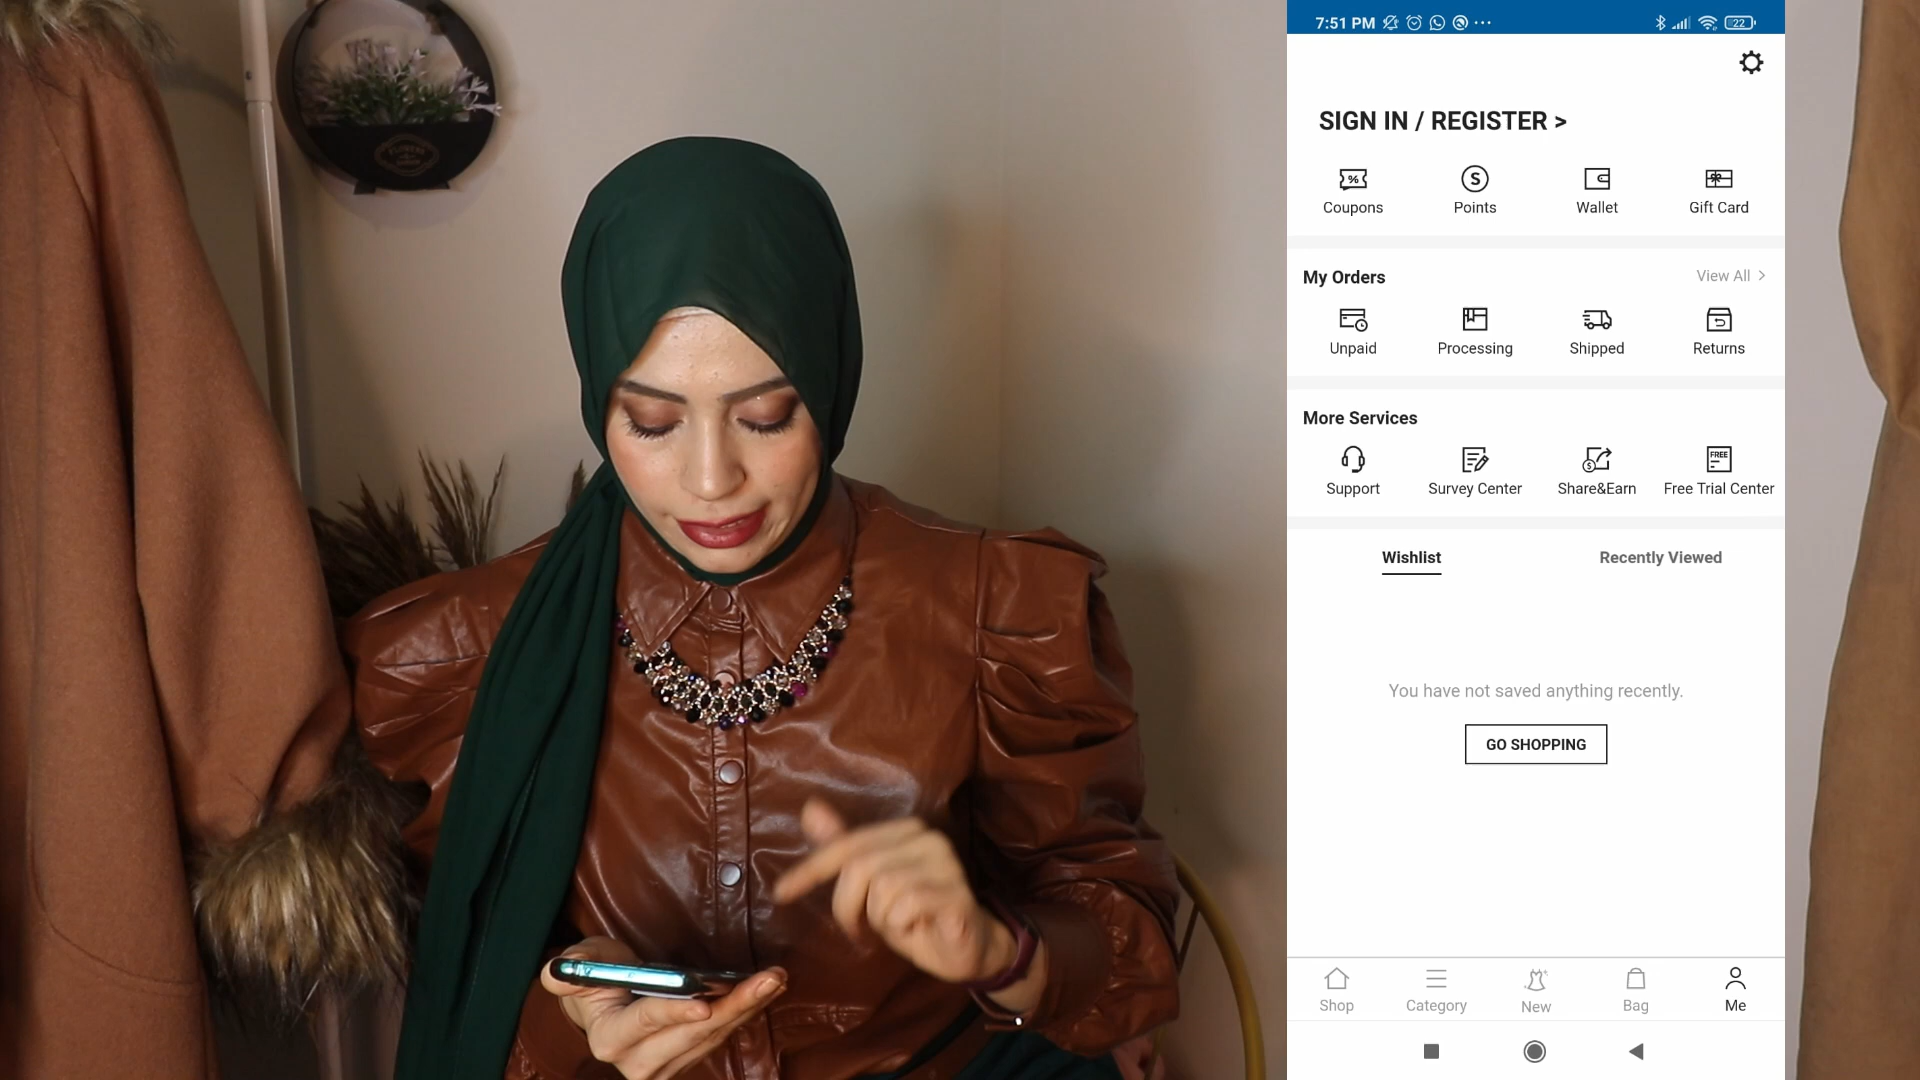 7:51 PM
22
SIGN IN / REGISTER >
% S
Coupons Points Wallet Gift Card
My Orders View All >
Unpaid Processing Shipped Returns
More Services
$ FREE
Support Survey Center Share&Earn Free Trial Center
Wishlist Recently Viewed
You have not saved anything recently.
GO SHOPPING
Shop Category New Bag Me